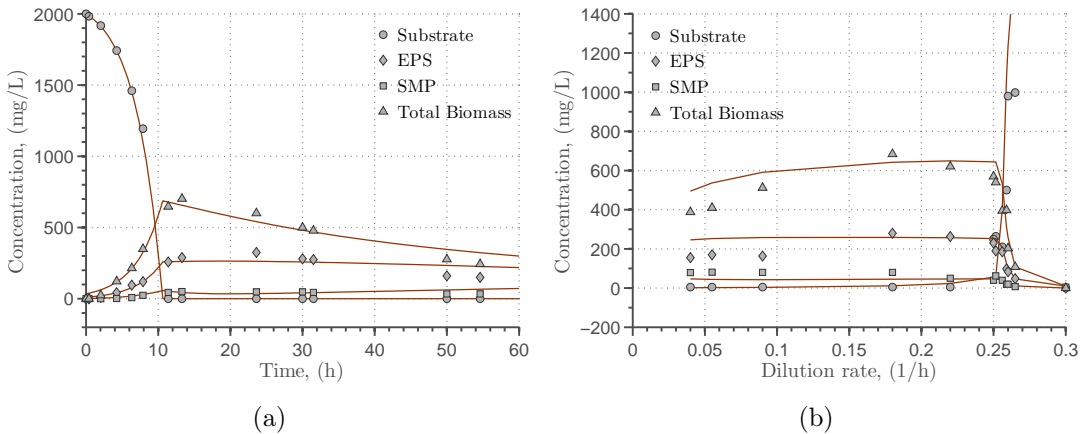 2000
1500
1000
500
0
0
10
20
30
40
50
60
Concentration, (mg/L)
Time, (h)
Substrate
EPS
SMP
Total Biomass
(a)
1400
1200
1000
800
600
400
200
0
−200
0
0.05
0.1
0.15
0.2
0.25
0.3
Concentration, (mg/L)
Dilution rate, (1/h)
Substrate
EPS
SMP
Total Biomass
(b)